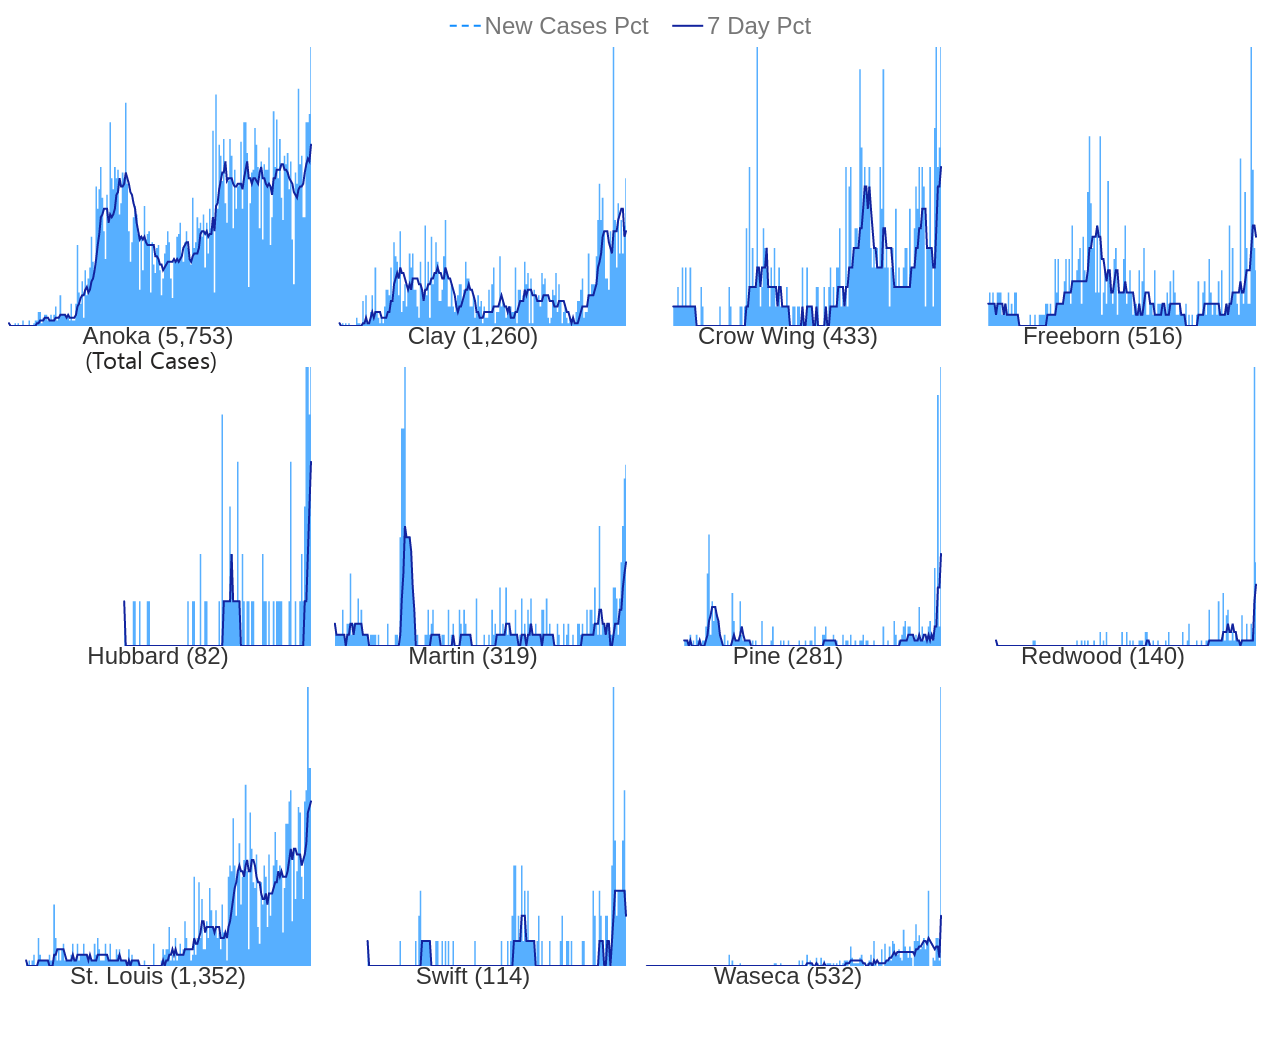 New Cases Pct 7 Day Pct
Anoka (5,753) Clay (1,260) Crow Wing (433) Freeborn (516)
(Total Cases)
Hubbard (82) Martin (319) Pine (281) Redwood (140)
St. Louis (1,352) Swift (114) Waseca (532)